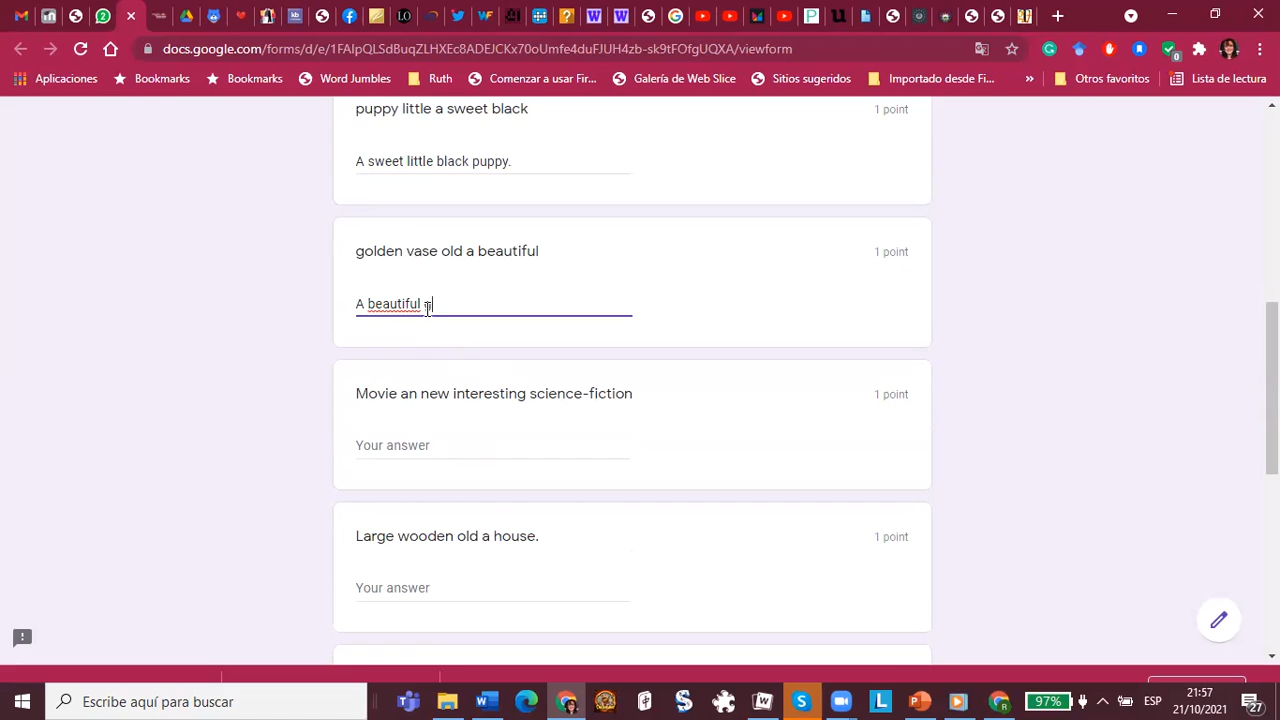 docs.google.com/forms/d/e/1FAIpQLSdBuqZLHXEc8ADEJCKx70oUmfe4duFJUH4zb-sk9tFOfgUQXA/viewform
Aplicaciones Bookmarks Bookmarks Word Jumbles Ruth Comenzar a usar Fir... Galería de Web Slice Sitios sugeridos Importado desde Fi... » Otros favoritos Lista de lectura
puppy little a sweet black 1 point
A sweet little black puppy.
golden vase old a beautiful 1 point
A beautiful
Movie an new interesting science-fiction 1 point
Your answer
Large wooden old a house. 1 point
Your answer
Escribe aquí para buscar 97% ESP 21:57
21/10/2021 27